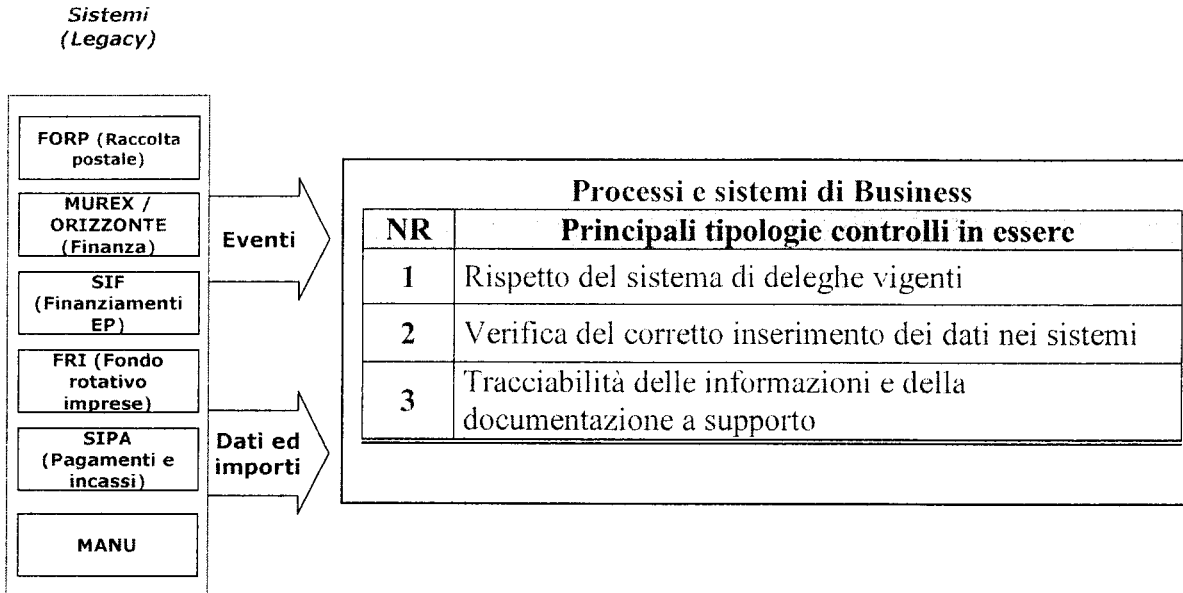 Sistemi
(Legacy)
FORP (Raccolta
postale)
MUREX /
ORIZZONTE
(Finanza)
SIF
(Finanziamenti
EP)
FRI (Fondo
rotativo
imprese)
SIPA
(Pagamenti e
incassi)
MANU
Eventi
Dati ed
importi
Processi e sistemi di Business
NR Principali tipologie controlli in essere
1 Rispetto del sistema di deleghe vigenti
2 Verifica del corretto inserimento dei dati nei sistemi
3 Tracciabilità delle informazioni e della
documentazione a supporto